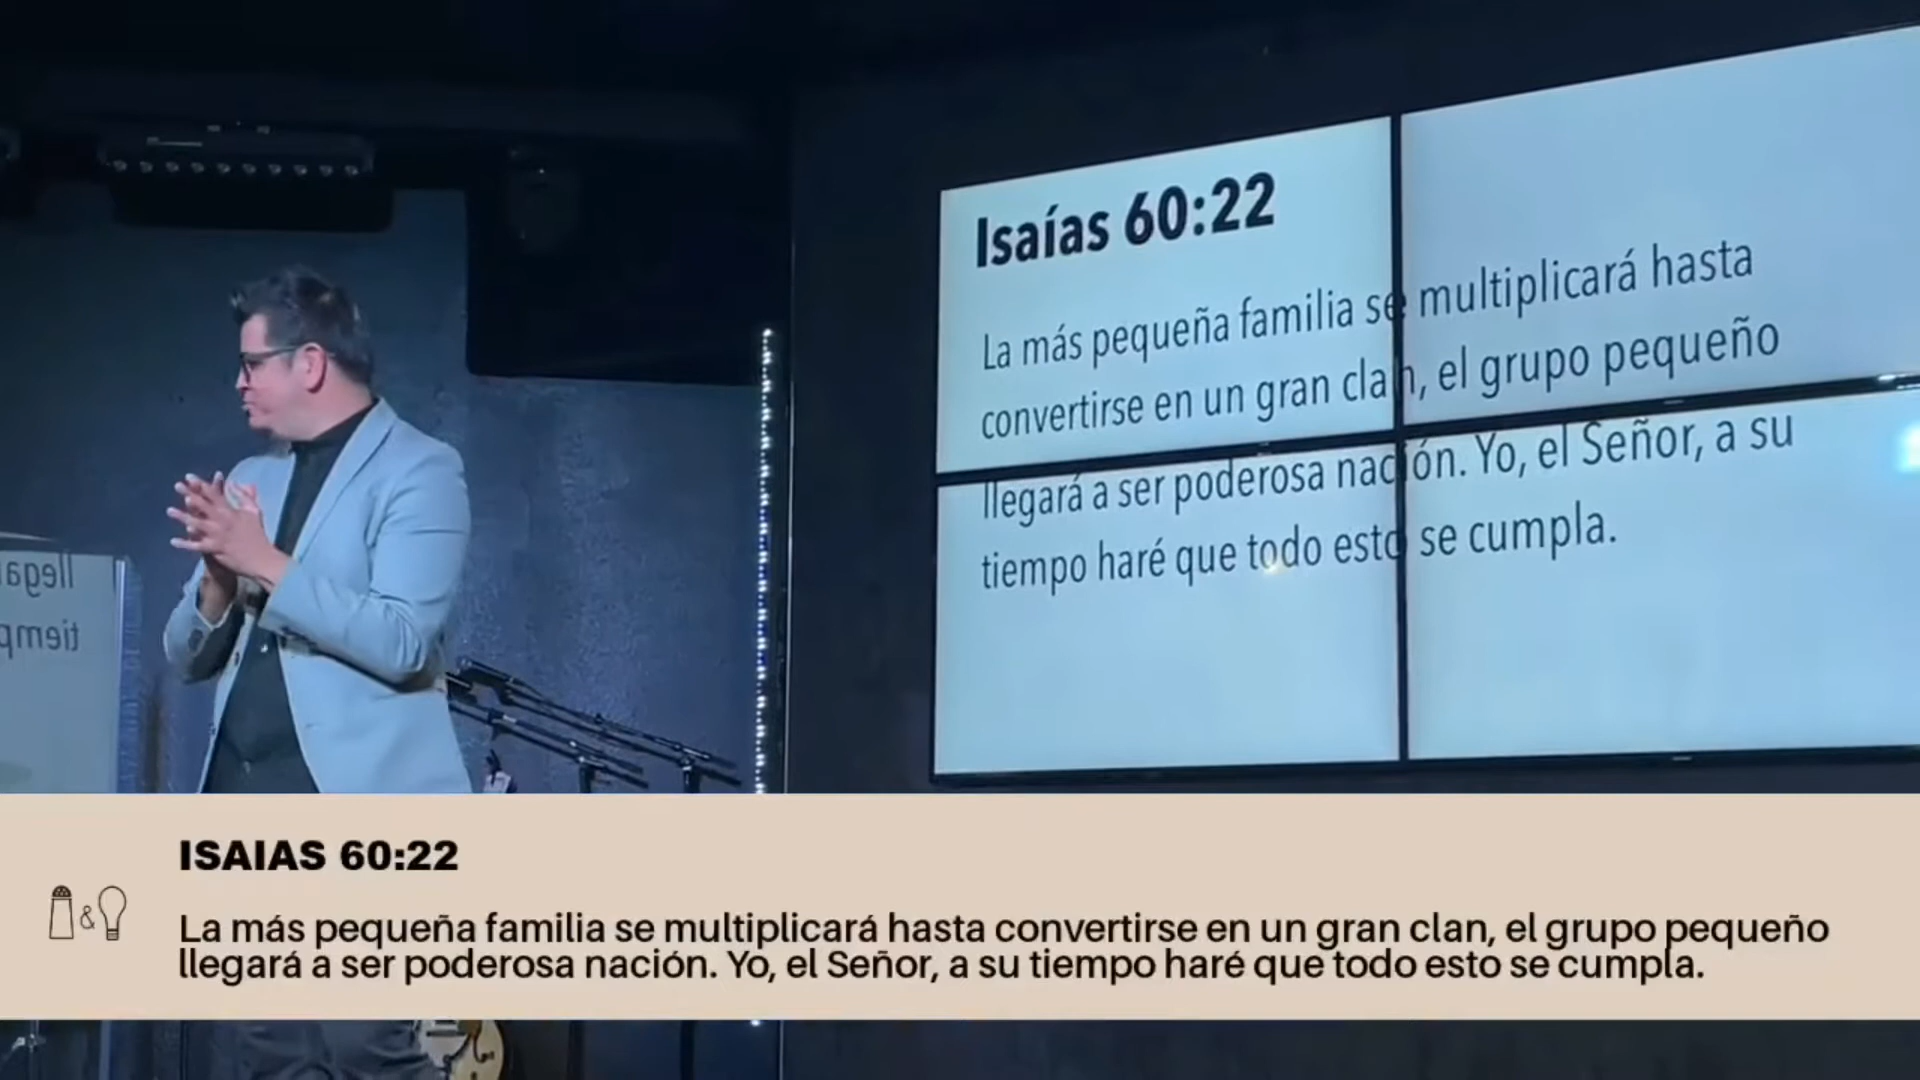 Isaías 60:22
La más pequeña familia se multiplicará hasta
convertirse en un gran clan, el grupo pequeño
llegará a ser poderosa nación. Yo, el Señor, a su
tiempo haré que todo esto se cumpla.
llega
tiemp
ISAIAS 60:22
&
La más pequeña familia se multiplicará hasta convertirse en un gran clan, el grupo pequeño
llegará a ser poderosa nación. Yo, el Señor, a su tiempo haré que todo esto se cumpla.